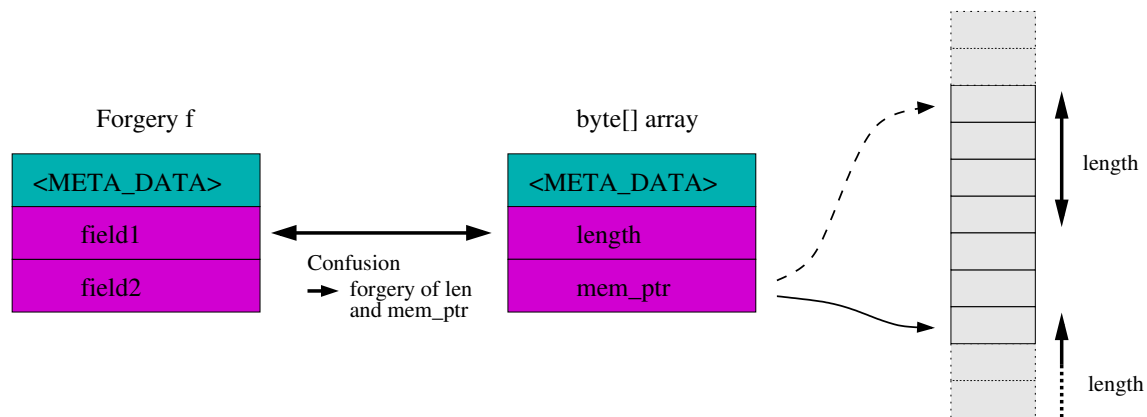 Forgery f
<META_DATA>
field1
field2
Confusion
forgery of len
and mem_ptr
byte[] array
<META_DATA>
length
mem_ptr
length
length